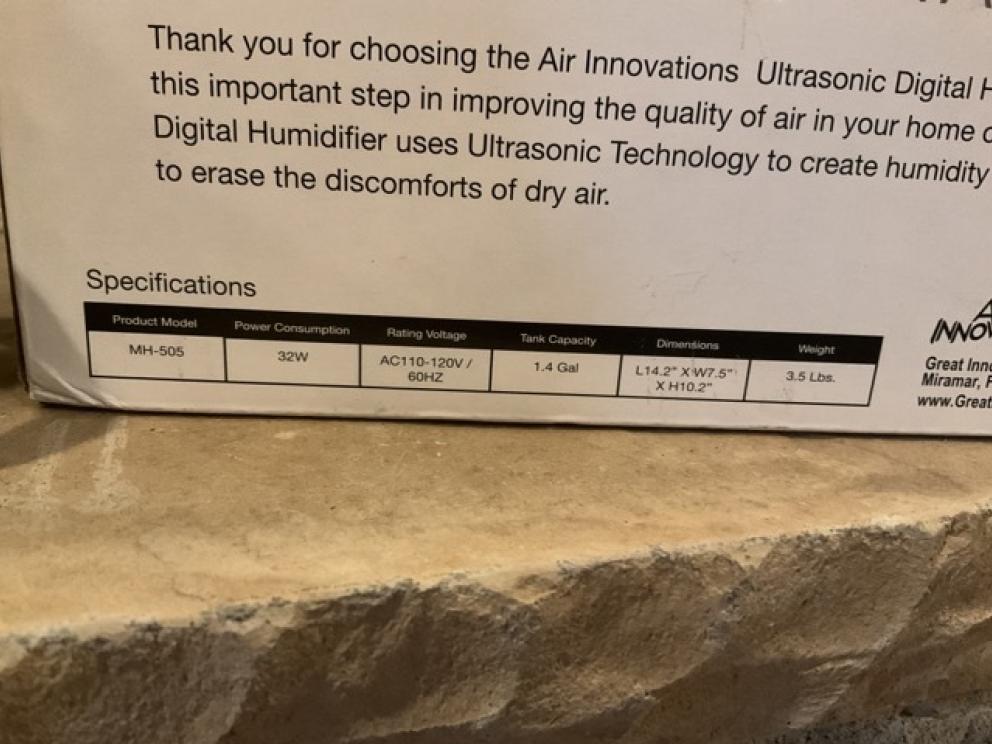 Thank you for choosing the Air Innovations Ultrasonic Digital H
this important step in improving the quality of air in your home
Digital Humidifier uses Ultrasonic Technology to create humidity
to erase the discomforts of dry air.
Specifications
Product Model Power Consumption Rating Voltage Tank Capacity Dimensions Weight
MH-505 32W AC110-120V / 60HZ 1.4 Gal L14.2" X W7.5" X H10.2" 3.5 Lbs.
INNOV
Great Inno
Miramar, F
www.Great